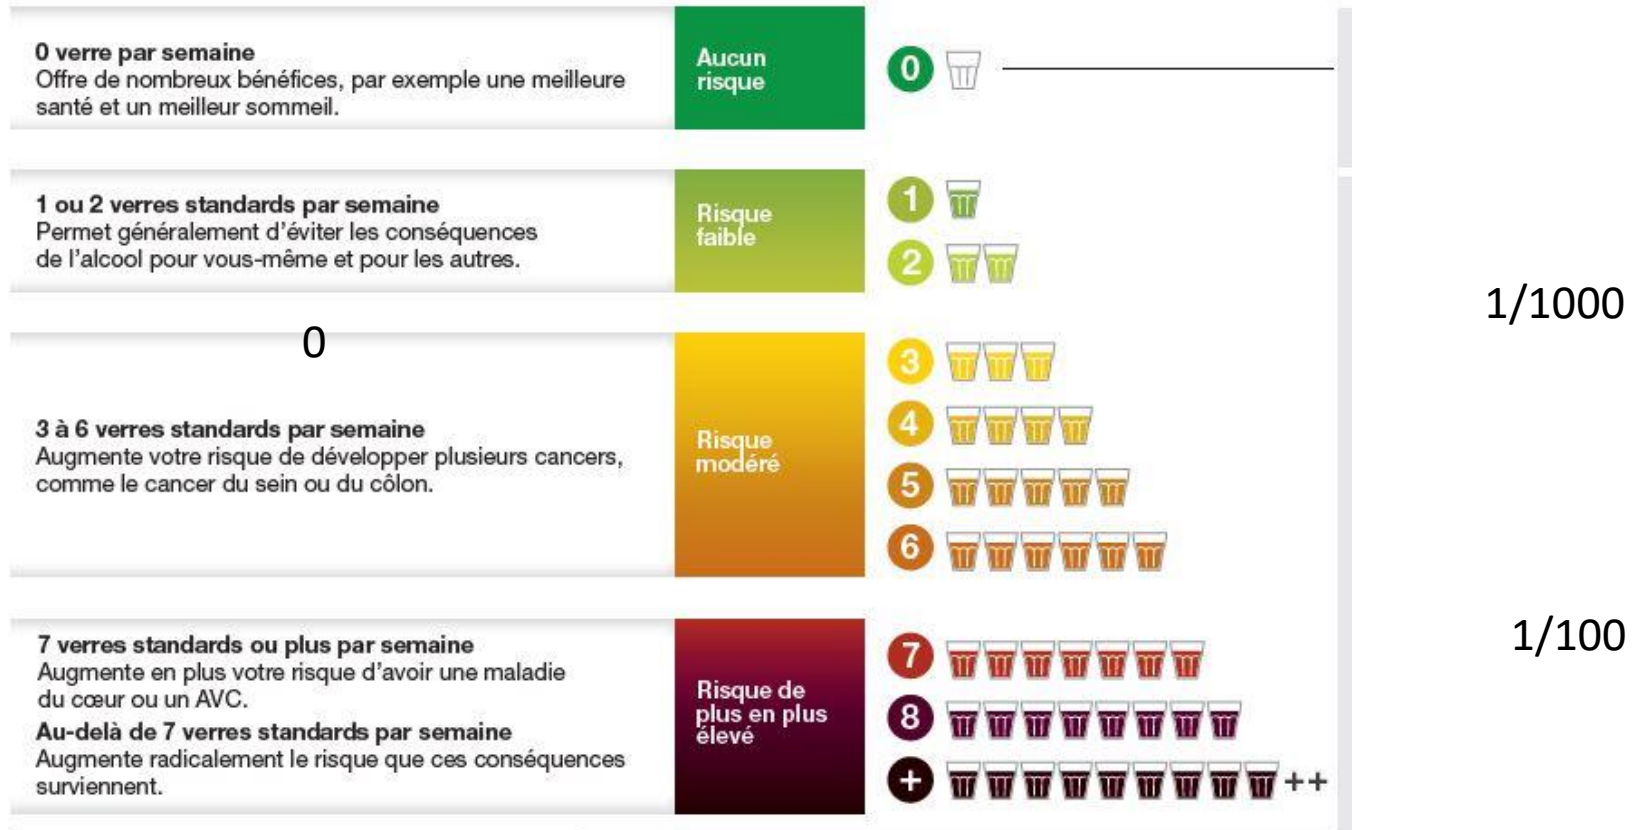 0 verre par semaine
Offre de nombreux bénéfices, par exemple une meilleure
santé et un meilleur sommeil.
Aucun
risque
0
1 ou 2 verres standards par semaine
Permet généralement d'éviter les conséquences
de l'alcool pour vous-même et pour les autres.
Risque
faible
1
2
1/1000
0
3 à 6 verres standards par semaine
Augmente votre risque de développer plusieurs cancers,
comme le cancer du sein ou du côlon.
Risque
modéré
3
4
5
6
1/100
7 verres standards ou plus par semaine
Augmente en plus votre risque d'avoir une maladie
du cœur ou un AVC.
Au-delà de 7 verres standards par semaine
Augmente radicalement le risque que ces conséquences
surviennent.
Risque de
plus en plus
élevé
7
8
+
++